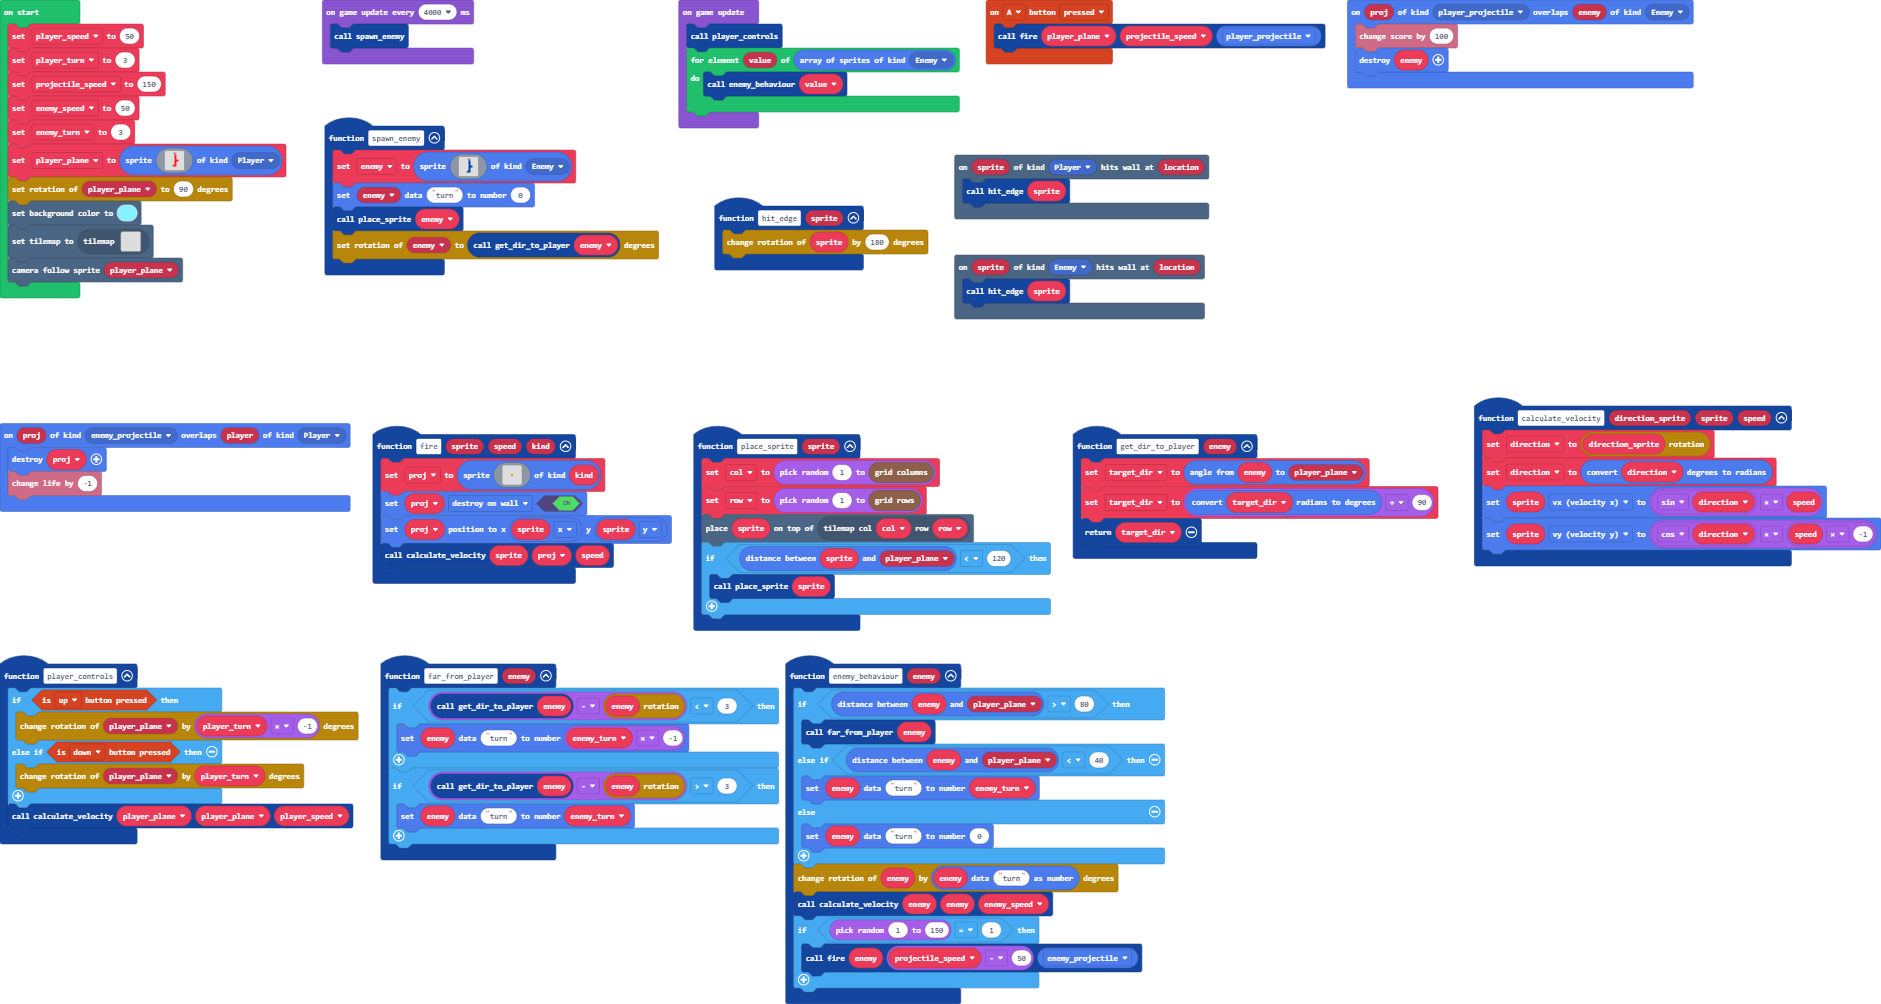 on start
set player_speed to 50
set player_turn to 3
set projectile_speed to 150
set enemy_speed to 50
set enemy_turn to 3
set player_plane to sprite of kind Player
set rotation of player_plane to 90 degrees
set background color to
set tilemap to tilemap
camera follow sprite player_plane
on game update every 4000 ms
call spawn_enemy
function spawn_enemy
set enemy to sprite of kind Enemy
set enemy data "turn" to number 0
call place_sprite enemy
set rotation of enemy to call get_dir_to_player enemy degrees
on game update
call player_controls
for element value of array of sprites of kind Enemy
do call enemy_behaviour value
function hit_edge sprite
change rotation of sprite by 180 degrees
on A button pressed
call fire player_plane projectile_speed player_projectile
on sprite of kind Player hits wall at location
call hit_edge sprite
on sprite of kind Enemy hits wall at location
call hit_edge sprite
on proj of kind player_projectile overlaps enemy of kind Enemy
change score by 100
destroy enemy
on proj of kind enemy_projectile overlaps player of kind Player
destroy proj
change life by -1
function fire sprite speed kind
set proj to sprite of kind kind
set proj destroy on wall ON
set proj position to x sprite x y sprite y
call calculate_velocity sprite proj speed
function place_sprite sprite
set col to pick random 1 to grid columns
set row to pick random 1 to grid rows
place sprite on top of tilemap col col row row
if distance between sprite and player_plane < 120 then
call place_sprite sprite
function get_dir_to_player enemy
set target_dir to angle from enemy to player_plane
set target_dir to convert target_dir radians to degrees + 90
return target_dir
function calculate_velocity direction_sprite sprite speed
set direction to direction_sprite rotation
set direction to convert direction degrees to radians
set sprite vx (velocity x) to sin direction × speed
set sprite vy (velocity y) to cos direction × speed × -1
function player_controls
if is up button pressed then
change rotation of player_plane by player_turn × -1 degrees
else if is down button pressed then
change rotation of player_plane by player_turn degrees
call calculate_velocity player_plane player_plane player_speed
function far_from_player enemy
if call get_dir_to_player enemy - enemy rotation < 3 then
set enemy data "turn" to number enemy_turn × -1
if call get_dir_to_player enemy - enemy rotation > 3 then
set enemy data "turn" to number enemy_turn
function enemy_behaviour enemy
if distance between enemy and player_plane > 80 then
call far_from_player enemy
else if distance between enemy and player_plane < 40 then
set enemy data "turn" to number enemy_turn
else
set enemy data "turn" to number 0
change rotation of enemy by enemy data "turn" as number degrees
call calculate_velocity enemy enemy enemy_speed
if pick random 1 to 150 = 1 then
call fire enemy projectile_speed - 50 enemy_projectile